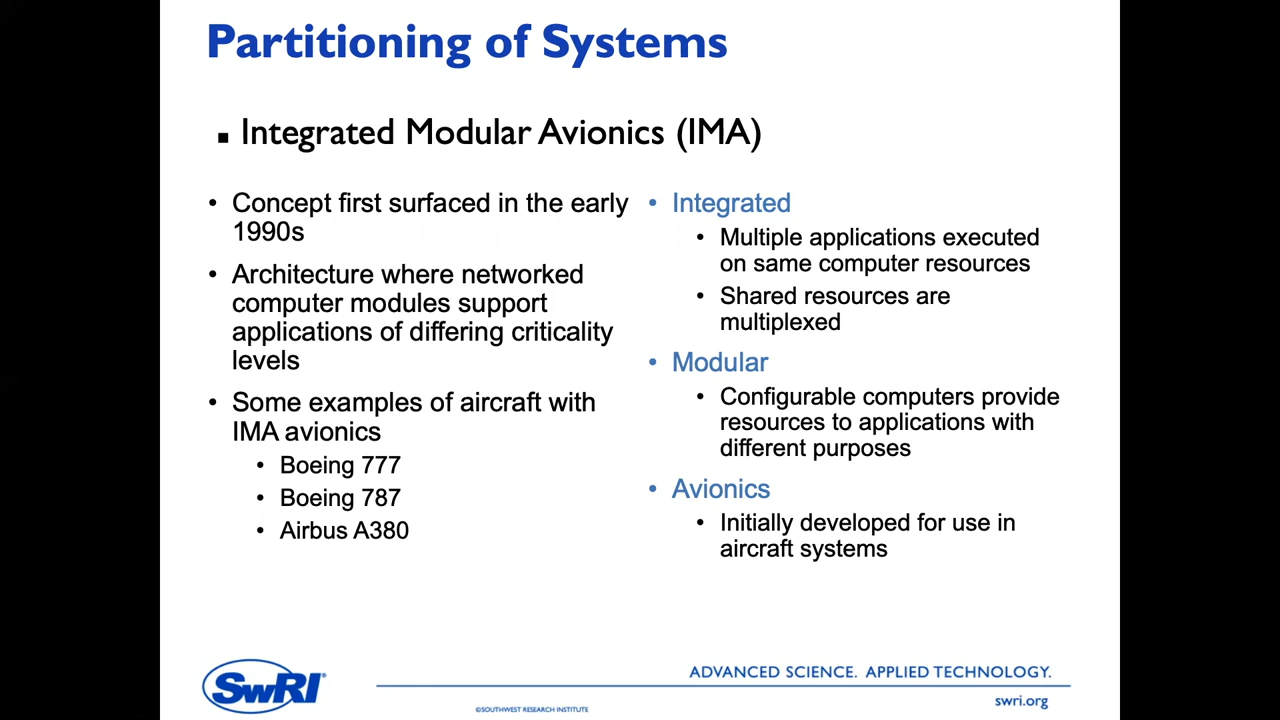 Partitioning of Systems
▪ Integrated Modular Avionics (IMA)
• Concept first surfaced in the early
1990s
• Architecture where networked
computer modules support
applications of differing criticality
levels
• Some examples of aircraft with
IMA avionics
• Boeing 777
• Boeing 787
• Airbus A380
• Integrated
• Multiple applications executed
on same computer resources
• Shared resources are
multiplexed
• Modular
• Configurable computers provide
resources to applications with
different purposes
• Avionics
• Initially developed for use in
aircraft systems
SwRI®
ADVANCED SCIENCE. APPLIED TECHNOLOGY.
©SOUTHWEST RESEARCH INSTITUTE
swri.org